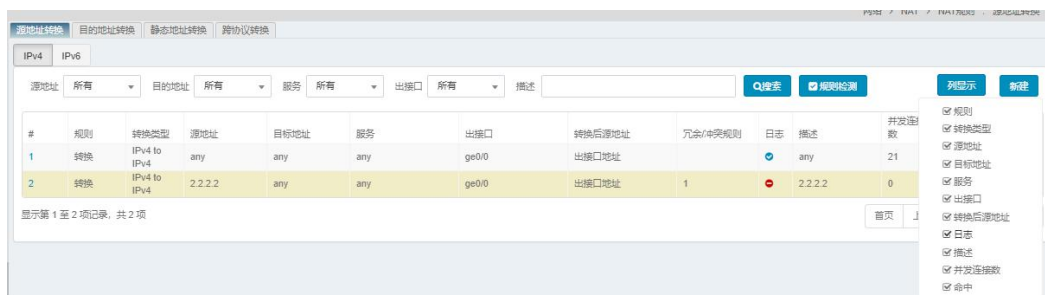 网络 > NAT > NAT规则 : 源地址转换
源地址转换 目的地址转换 静态地址转换 跨协议转换
IPv4 IPv6
源地址 所有 目的地址 所有 服务 所有 出接口 所有 描述 搜索 规则检测 列显示 新建
# 规则 转换类型 源地址 目标地址 服务 出接口 转换后源地址 冗余/冲突规则 日志 描述 并发连接数
1 转换 IPv4 to IPv4 any any any ge0/0 出接口地址 any 21
2 转换 IPv4 to IPv4 2.2.2.2 any any ge0/0 出接口地址 1 2.2.2.2 0
显示第 1 至 2 项记录，共 2 项 首页
规则
转换类型
源地址
目标地址
服务
出接口
转换后源地址
日志
描述
并发连接数
命中